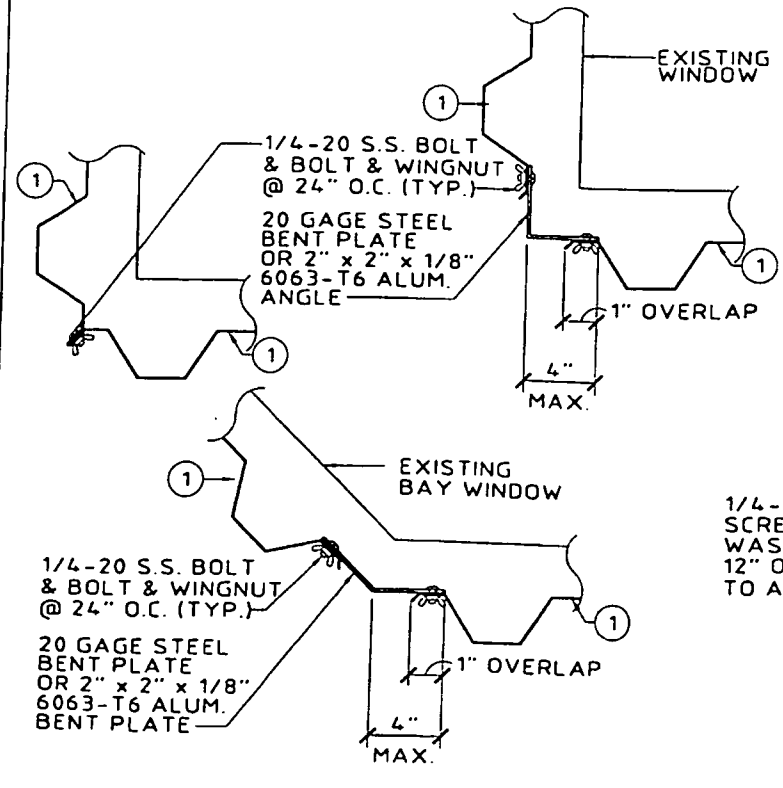 EXISTING
WINDOW
1
1/4-20 S.S. BOLT
& BOLT & WINGNUT
@ 24" O.C. (TYP.)
1
20 GAGE STEEL
BENT PLATE
OR 2" x 2" x 1/8"
6063-T6 ALUM.
ANGLE
1
1" OVERLAP
1
4"
MAX.
EXISTING
BAY WINDOW
1
1/4-
SCRE
WAS
12" O
TO A
1/4-20 S.S. BOLT
& BOLT & WINGNUT
@ 24" O.C. (TYP.)
1
20 GAGE STEEL
BENT PLATE
OR 2" x 2" x 1/8"
6063-T6 ALUM.
BENT PLATE
1" OVERLAP
4"
MAX.